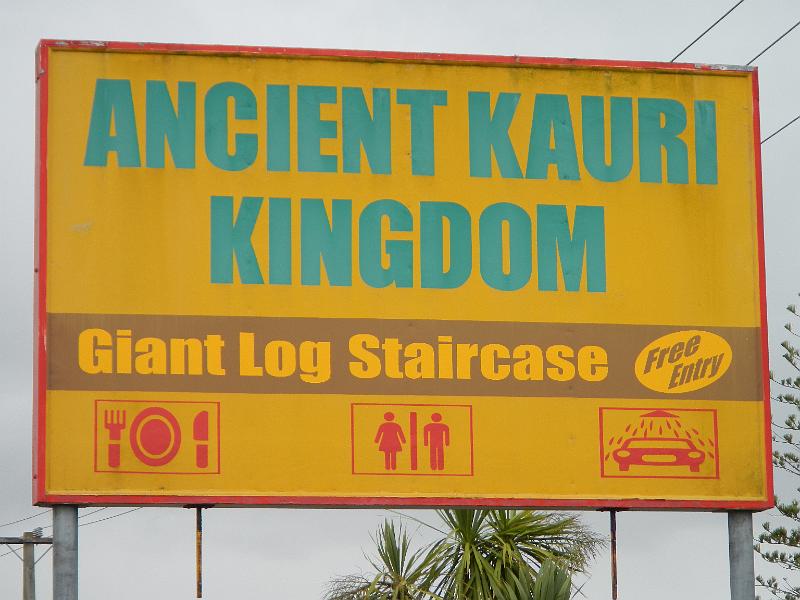 ANCIENT KAURI
KINGDOM
Giant Log Staircase
Free
Entry